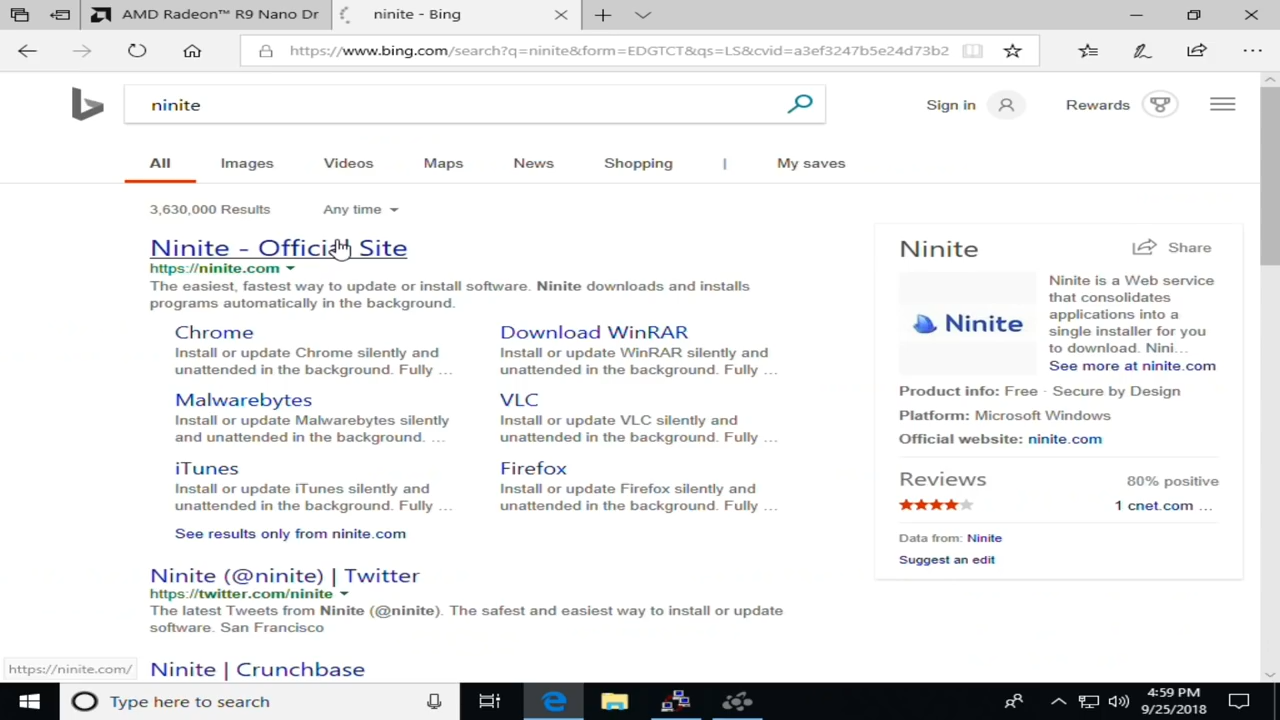 AMD Radeon™ R9 Nano Dr
ninite - Bing
https://www.bing.com/search?q=ninite&form=EDGTCT&qs=LS&cvid=a3ef3247b5e24d73b2
ninite
Sign in
Rewards
All Images Videos Maps News Shopping | My saves
3,630,000 Results Any time
Ninite - Official Site
https://ninite.com
The easiest, fastest way to update or install software. Ninite downloads and installs
programs automatically in the background.
Chrome
Install or update Chrome silently and
unattended in the background. Fully ...
Download WinRAR
Install or update WinRAR silently and
unattended in the background. Fully ...
Malwarebytes
Install or update Malwarebytes silently
and unattended in the background. ...
VLC
Install or update VLC silently and
unattended in the background. Fully ...
iTunes
Install or update iTunes silently and
unattended in the background. Fully ...
Firefox
Install or update Firefox silently and
unattended in the background. Fully ...
See results only from ninite.com
Ninite (@ninite) | Twitter
https://twitter.com/ninite
The latest Tweets from Ninite (@ninite). The safest and easiest way to install or update
software. San Francisco
Ninite | Crunchbase
Ninite
Share
Ninite
Ninite is a Web service
that consolidates
applications into a
single installer for you
to download. Nini...
See more at ninite.com
Product info: Free · Secure by Design
Platform: Microsoft Windows
Official website: ninite.com
Reviews
80% positive
1 cnet.com ...
Data from: Ninite
Suggest an edit
https://ninite.com/
Type here to search
4:59 PM
9/25/2018